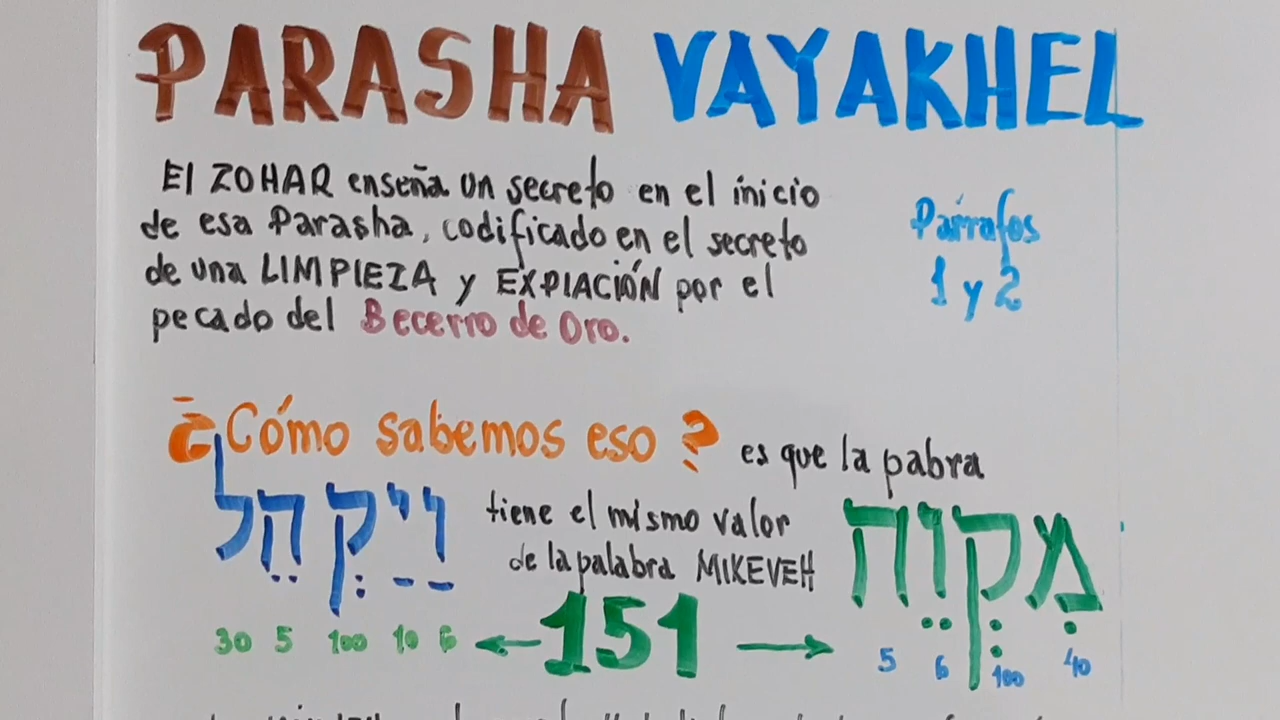 PARASHA VAYAKHEL
El ZOHAR enseña un secreto en el inicio
de esa Parasha, codificado en el secreto
de una LIMPIEZA y EXPIACIÓN por el
pecado del Becerro de Oro.
Párrafos
1 y 2
¿Cómo sabemos eso? es que la pabra
וַיַּקְהֵל tiene el mismo valor מִקְוֵה
de la palabra MIKEVEH
30 5 100 10 6 ← 151 → 5 6 100 40